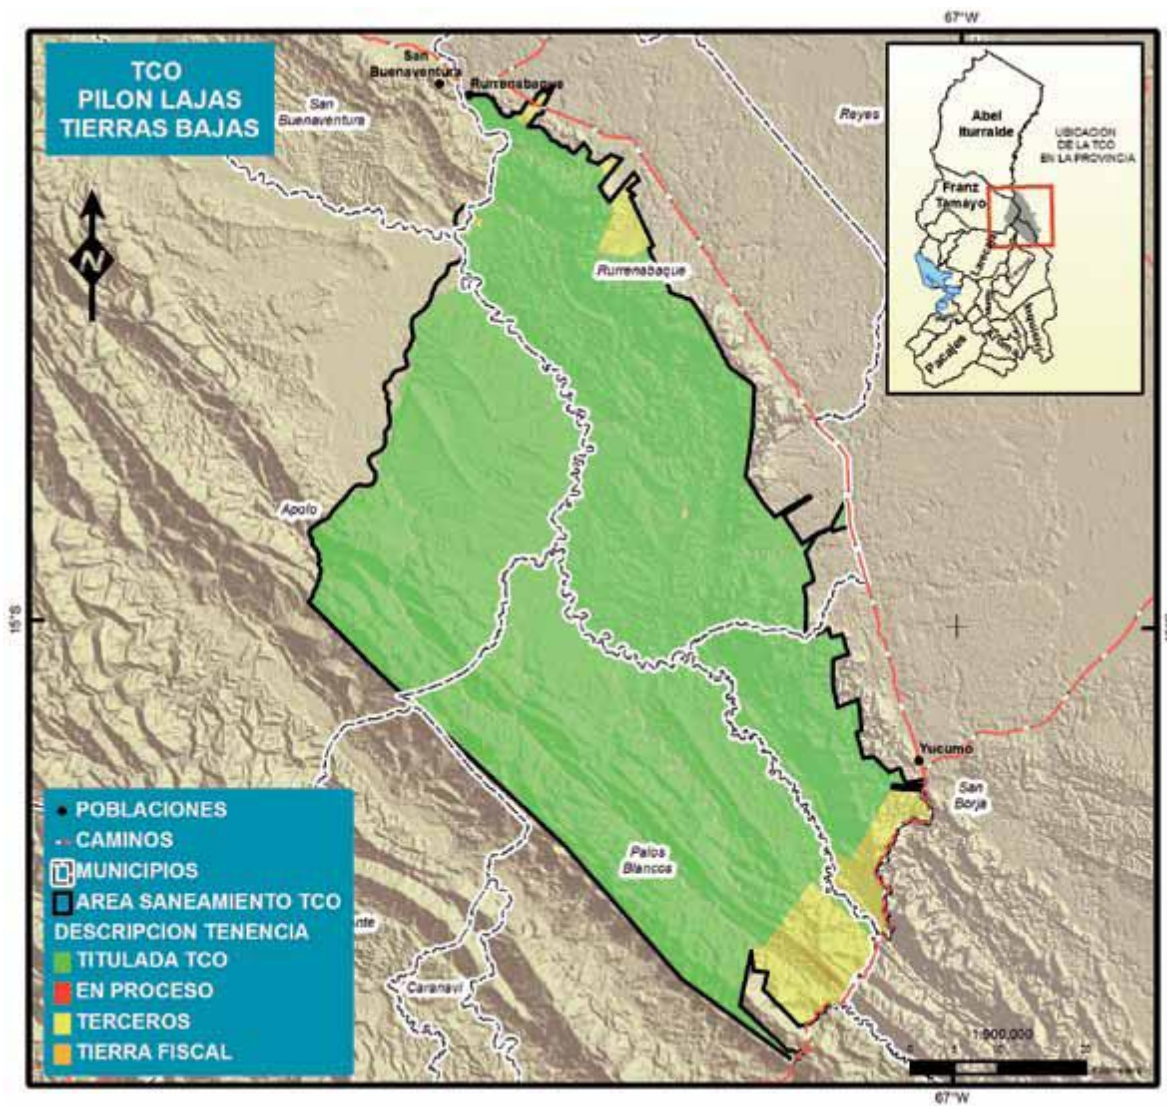 67°W
TCO
PILON LAJAS
TIERRAS BAJAS
San
Buenaventura
Rurrenabaque
San
Buenaventura
Reyes
Abel
Iturralde
UBICACION
DE LA TCO
EN LA PROVINCIA
Franz
Tamayo
Pacajes
N
Rurrenabaque
Apolo
15°S
Yucumo
San
Borja
Palos
Blancos
Caranavi
POBLACIONES
CAMINOS
MUNICIPIOS
AREA SANEAMIENTO TCO
DESCRIPCION TENENCIA
TITULADA TCO
EN PROCESO
TERCEROS
TIERRA FISCAL
nte
1:900,000
67°W